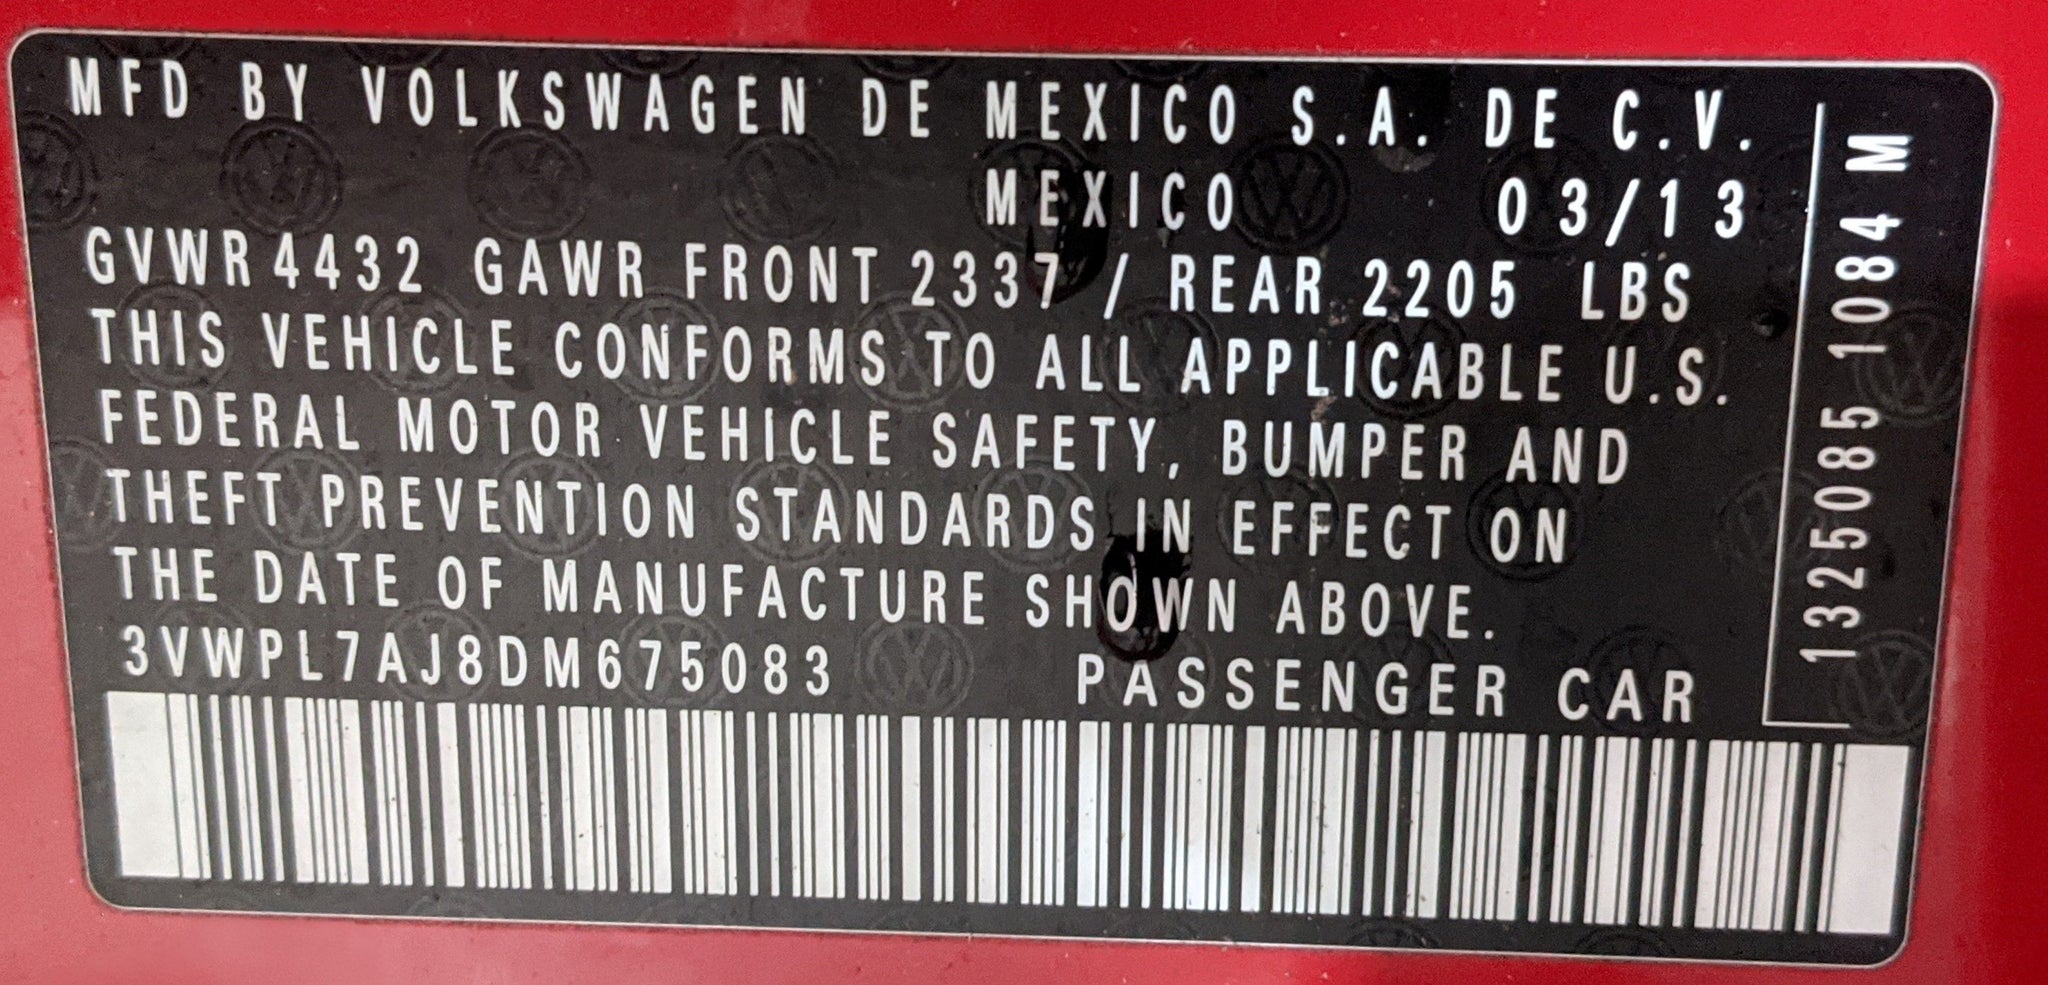 MFD BY VOLKSWAGEN DE MEXICO S.A. DE C.V.
MEXICO 03/13
GVWR 4432 GAWR FRONT 2337 / REAR 2205 LBS
THIS VEHICLE CONFORMS TO ALL APPLICABLE U.S.
FEDERAL MOTOR VEHICLE SAFETY, BUMPER AND
THEFT PREVENTION STANDARDS IN EFFECT ON
THE DATE OF MANUFACTURE SHOWN ABOVE.
3VWPL7AJ8DM675083 PASSENGER CAR
1325085 1084 M